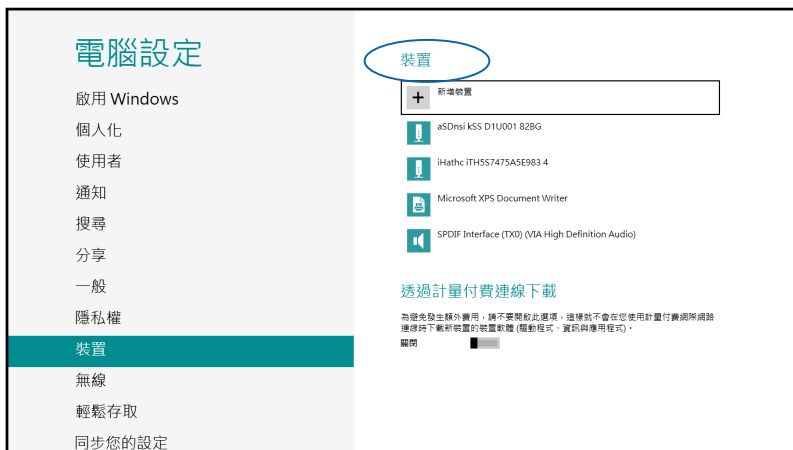 電腦設定
啟用 Windows
個人化
使用者
通知
搜尋
分享
一般
隱私權
裝置
無線
輕鬆存取
同步您的設定
裝置
新增裝置
aSDnsi kSS D1U001 82BG
iHathc iTH5S7475A5E983 4
Microsoft XPS Document Writer
SPDIF Interface (TX0) (VIA High Definition Audio)
透過計量付費連線下載
為避免發生額外費用，請不要開啟此選項，這樣就不會在您使用計量付費網際網路
連線時下載新裝置的裝置軟體 (驅動程式、資訊與應用程式)。
關閉